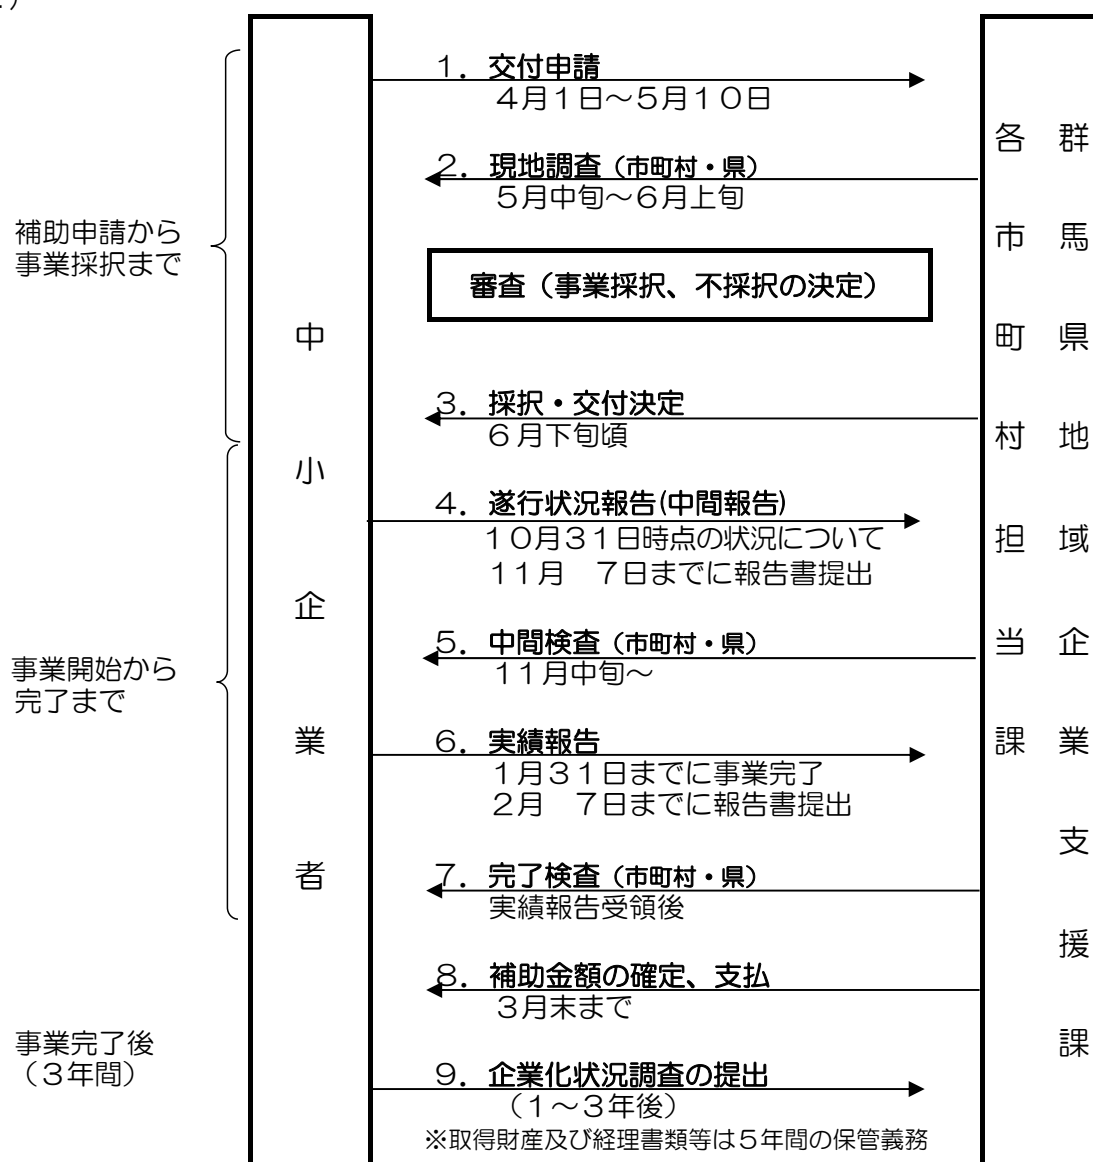 補助申請から
事業採択まで
事業開始から
完了まで
事業完了後
（３年間）
中小企業者
１．交付申請
４月１日～５月１０日
２．現地調査（市町村・県）
５月中旬～６月上旬
審査（事業採択、不採択の決定）
３．採択・交付決定
６月下旬頃
４．遂行状況報告(中間報告)
１０月３１日時点の状況について
１１月　７日までに報告書提出
５．中間検査（市町村・県）
１１月中旬～
６．実績報告
１月３１日までに事業完了
２月　７日までに報告書提出
７．完了検査（市町村・県）
実績報告受領後
８．補助金額の確定、支払
３月末まで
９．企業化状況調査の提出
（１～３年後）
※取得財産及び経理書類等は５年間の保管義務
群馬県地域企業支援課
各市町村担当課